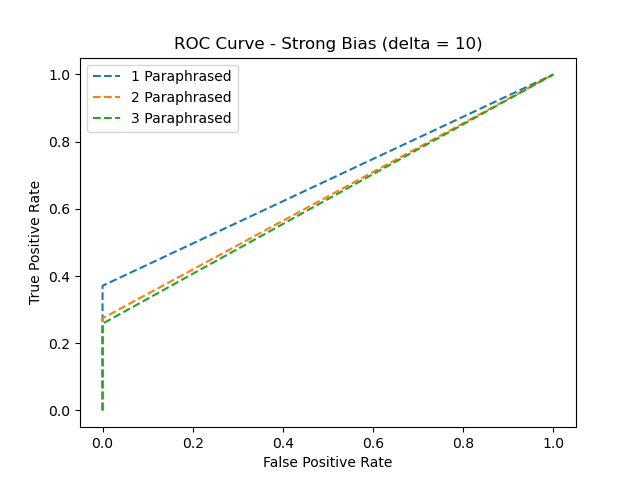 ROC Curve - Strong Bias (delta = 10)
1 Paraphrased
2 Paraphrased
3 Paraphrased
True Positive Rate
1.0
0.8
0.6
0.4
0.2
0.0
0.0 0.2 0.4 0.6 0.8 1.0
False Positive Rate